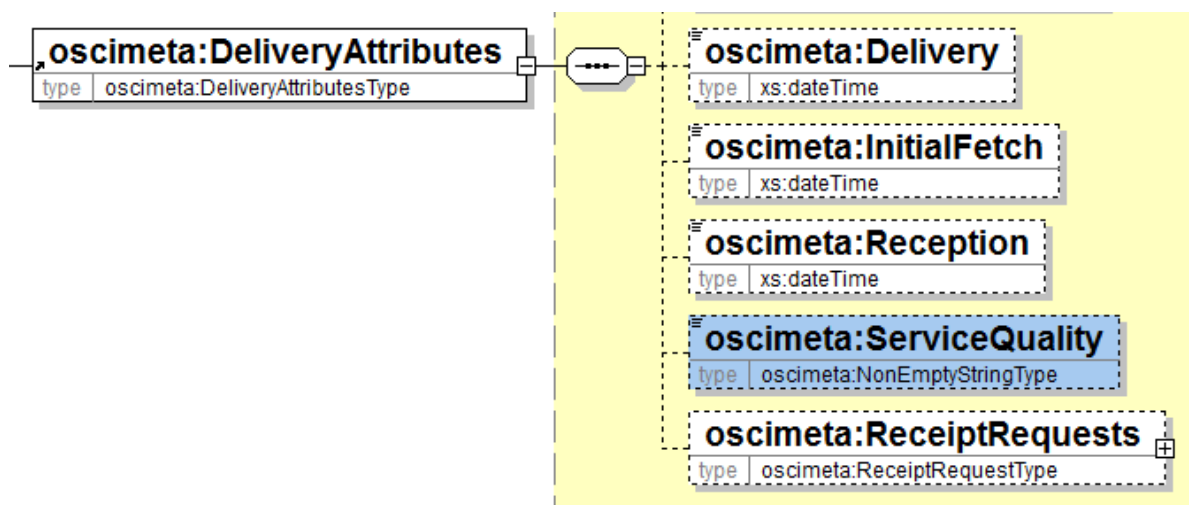 oscimeta:DeliveryAttributes
type oscimeta:DeliveryAttributesType
oscimeta:Delivery
type xs:dateTime
oscimeta:InitialFetch
type xs:dateTime
oscimeta:Reception
type xs:dateTime
oscimeta:ServiceQuality
type oscimeta:NonEmptyStringType
oscimeta:ReceiptRequests
type oscimeta:ReceiptRequestType